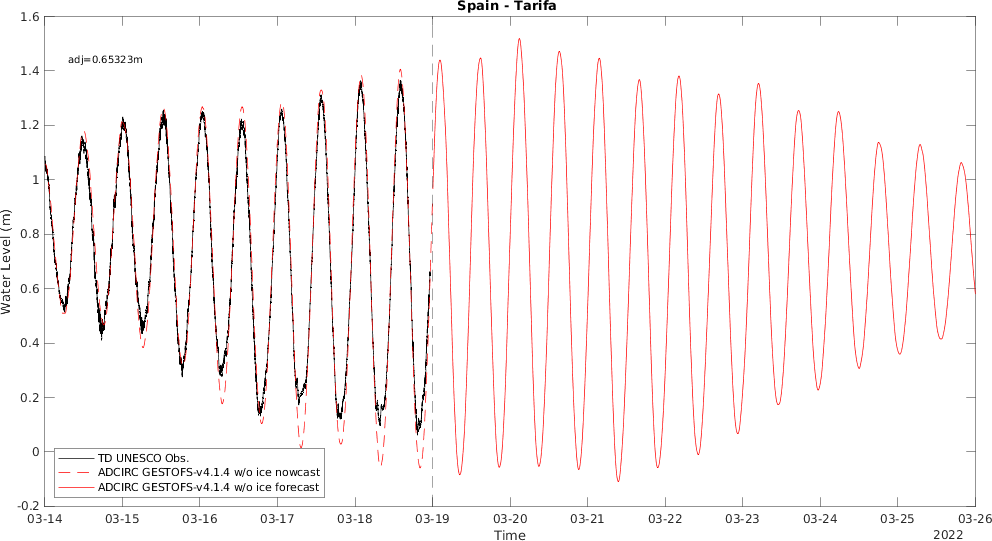 Spain - Tarifa
1.6
1.4
1.2
1
0.8
0.6
0.4
0.2
0
-0.2
Water Level (m)
adj=0.65323m
TD UNESCO Obs.
ADCIRC GESTOFS-v4.1.4 w/o ice nowcast
ADCIRC GESTOFS-v4.1.4 w/o ice forecast
03-14 03-15 03-16 03-17 03-18 03-19 03-20 03-21 03-22 03-23 03-24 03-25 03-26
Time
2022